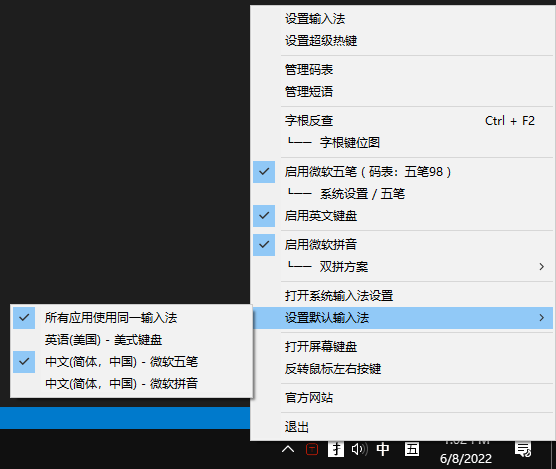 设置输入法
设置超级热键
管理码表
管理短语
字根反查 Ctrl + F2
└── 字根键位图
启用微软五笔（码表：五笔98）
└── 系统设置 / 五笔
启用英文键盘
启用微软拼音
└── 双拼方案
打开系统输入法设置
设置默认输入法
所有应用使用同一输入法
英语(美国) - 美式键盘
中文(简体，中国) - 微软五笔
中文(简体，中国) - 微软拼音
打开屏幕键盘
反转鼠标左右按键
官方网站
退出
中 五
6/8/2022